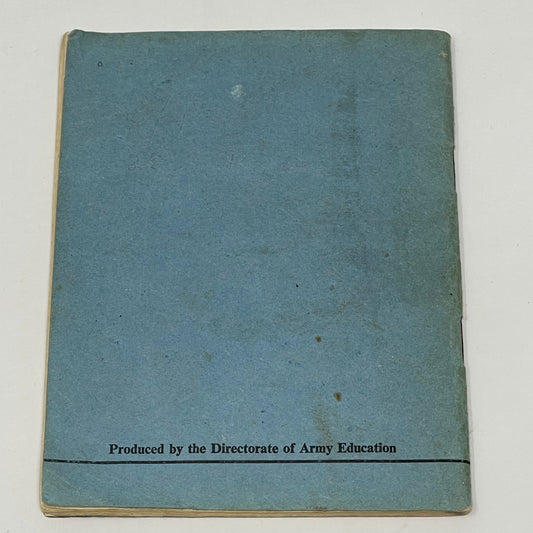 Produced by the Directorate of Army Education